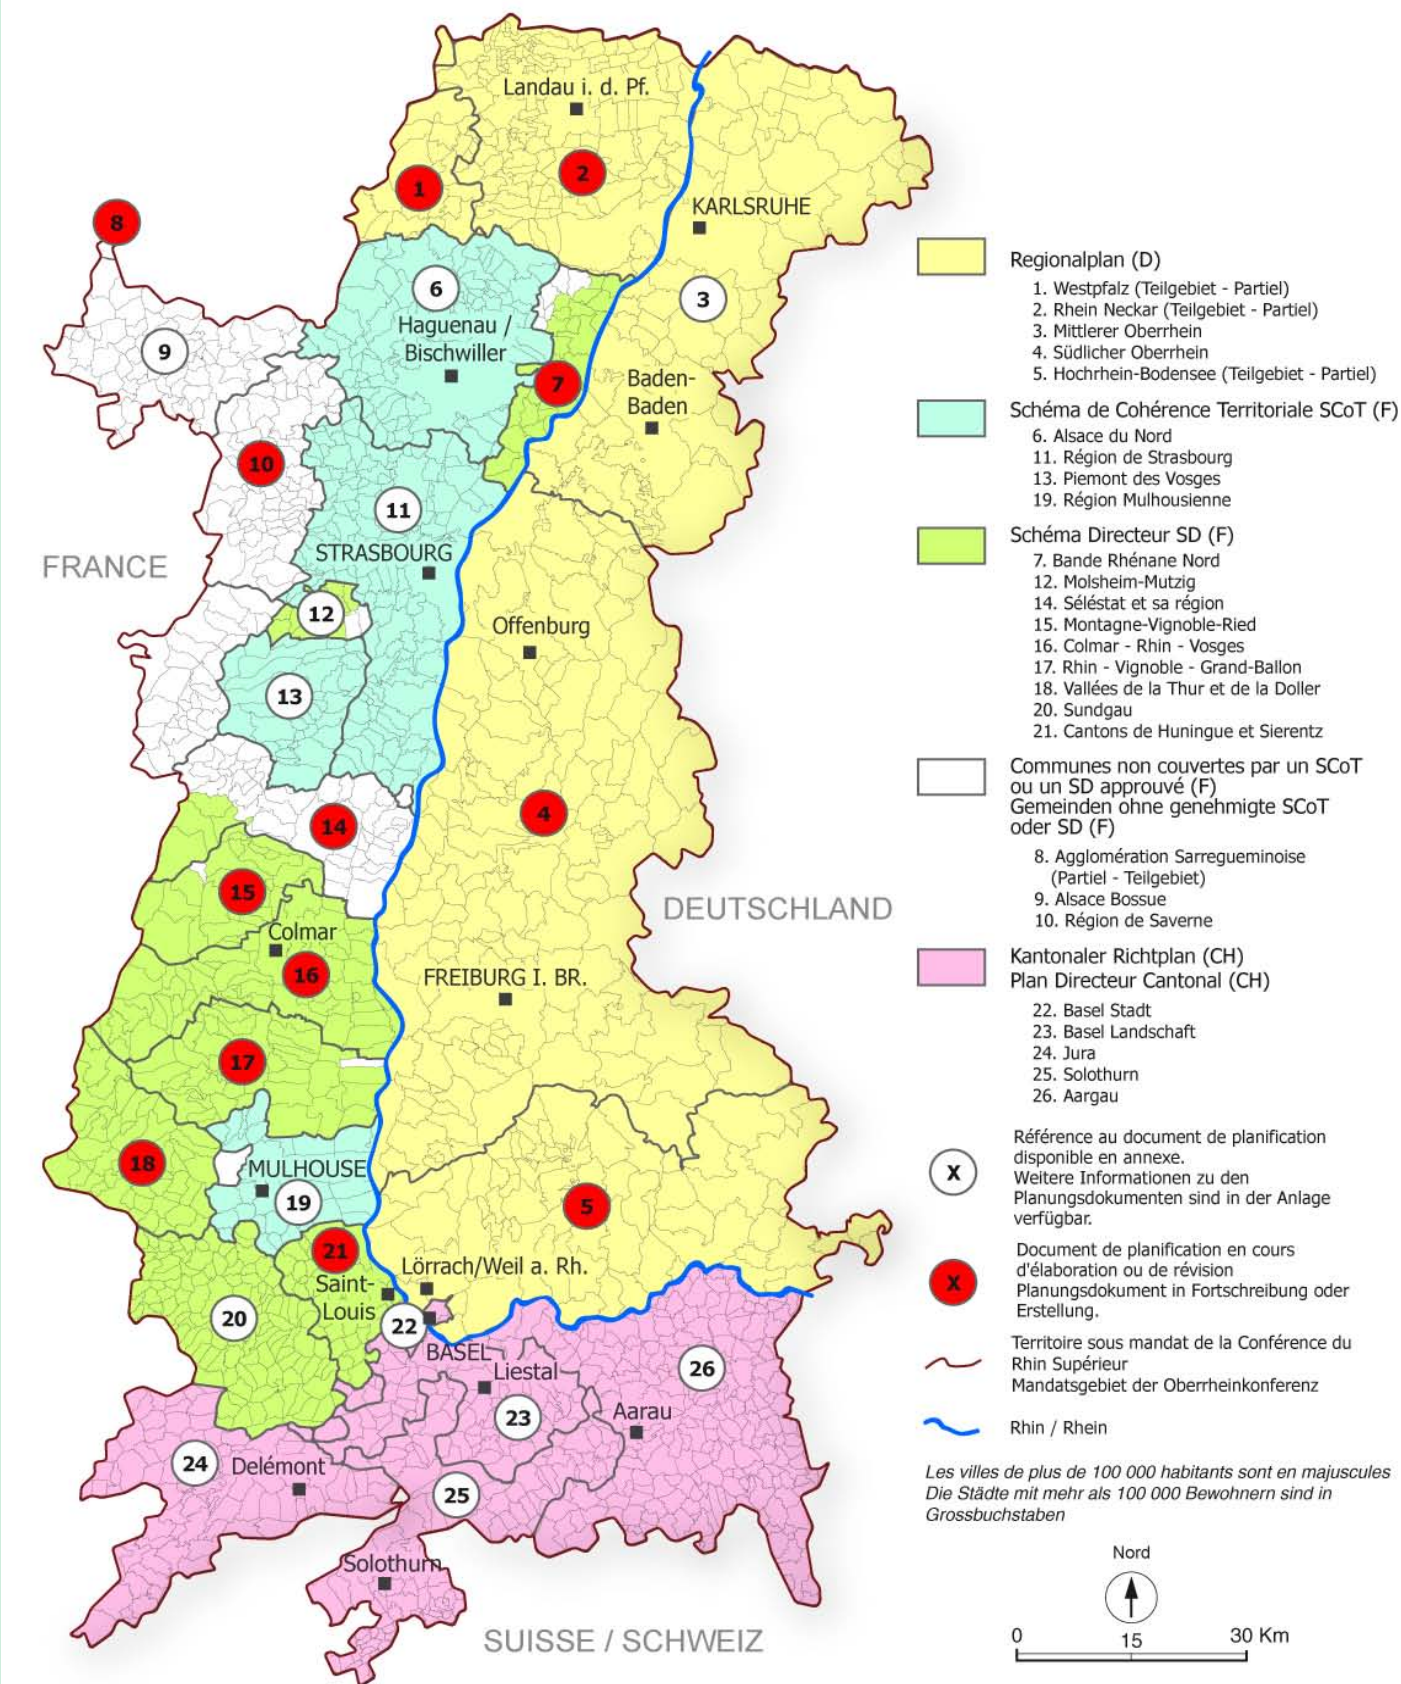 Landau i. d. Pf.
1
2
8
KARLSRUHE
6
3
Haguenau /
Bischwiller
9
7
Baden-
Baden
10
11
STRASBOURG
FRANCE
12
Offenburg
13
4
14
15
DEUTSCHLAND
Colmar
16
FREIBURG I. BR.
17
18
MULHOUSE
19
5
21
Lörrach/Weil a. Rh.
Saint-
Louis
20
22
BASEL
Liestal
26
23
Aarau
24
Delémont
25
Solothurn
SUISSE / SCHWEIZ
Regionalplan (D)
1. Westpfalz (Teilgebiet - Partiel)
2. Rhein Neckar (Teilgebiet - Partiel)
3. Mittlerer Oberrhein
4. Südlicher Oberrhein
5. Hochrhein-Bodensee (Teilgebiet - Partiel)
Schéma de Cohérence Territoriale SCoT (F)
6. Alsace du Nord
11. Région de Strasbourg
13. Piemont des Vosges
19. Région Mulhousienne
Schéma Directeur SD (F)
7. Bande Rhénane Nord
12. Molsheim-Mutzig
14. Séléstat et sa région
15. Montagne-Vignoble-Ried
16. Colmar - Rhin - Vosges
17. Rhin - Vignoble - Grand-Ballon
18. Vallées de la Thur et de la Doller
20. Sundgau
21. Cantons de Huningue et Sierentz
Communes non couvertes par un SCoT
ou un SD approuvé (F)
Gemeinden ohne genehmigte SCoT
oder SD (F)
8. Agglomération Sarregueminoise
(Partiel - Teilgebiet)
9. Alsace Bossue
10. Région de Saverne
Kantonaler Richtplan (CH)
Plan Directeur Cantonal (CH)
22. Basel Stadt
23. Basel Landschaft
24. Jura
25. Solothurn
26. Aargau
X
Référence au document de planification
disponible en annexe.
Weitere Informationen zu den
Planungsdokumenten sind in der Anlage
verfügbar.
X
Document de planification en cours
d'élaboration ou de révision
Planungsdokument in Fortschreibung oder
Erstellung.
Territoire sous mandat de la Conférence du
Rhin Supérieur
Mandatsgebiet der Oberrheinkonferenz
Rhin / Rhein
Les villes de plus de 100 000 habitants sont en majuscules
Die Städte mit mehr als 100 000 Bewohnern sind in
Grossbuchstaben
Nord
0 15 30 Km